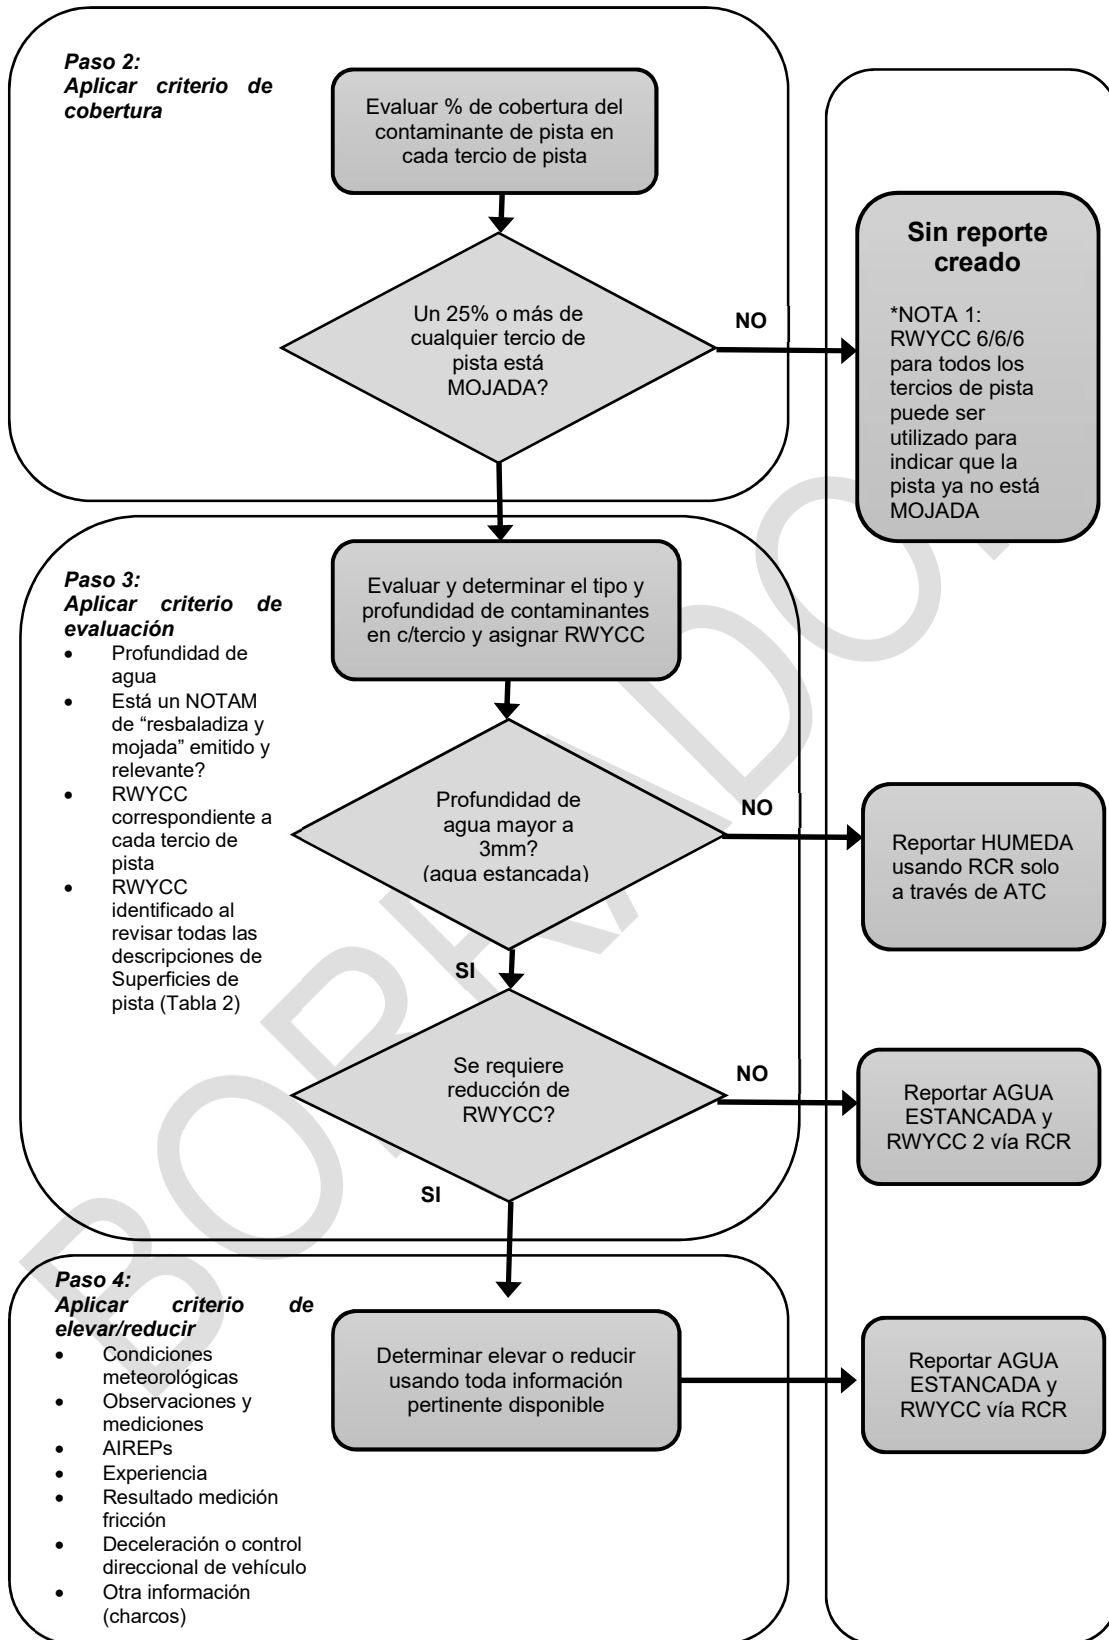 Paso 2:
Aplicar criterio de
cobertura
Evaluar % de cobertura del
contaminante de pista en
cada tercio de pista
Un 25% o más de
cualquier tercio de
pista está
MOJADA?
NO
Sin reporte
creado
*NOTA 1:
RWYCC 6/6/6
para todos los
tercios de pista
puede ser
utilizado para
indicar que la
pista ya no está
MOJADA
Paso 3:
Aplicar criterio de
evaluación
• Profundidad de
agua
• Está un NOTAM
de “resbaladiza y
mojada” emitido y
relevante?
• RWYCC
correspondiente a
cada tercio de
pista
• RWYCC
identificado al
revisar todas las
descripciones de
Superficies de
pista (Tabla 2)
Evaluar y determinar el tipo y
profundidad de contaminantes
en c/tercio y asignar RWYCC
Profundidad de
agua mayor a
3mm?
(agua estancada)
NO
Reportar HUMEDA
usando RCR solo
a través de ATC
SI
Se requiere
reducción de
RWYCC?
NO
Reportar AGUA
ESTANCADA y
RWYCC 2 vía RCR
SI
Paso 4:
Aplicar criterio de
elevar/reducir
• Condiciones
meteorológicas
• Observaciones y
mediciones
• AIREPs
• Experiencia
• Resultado medición
fricción
• Deceleración o control
direccional de vehículo
• Otra información
(charcos)
Determinar elevar o reducir
usando toda información
pertinente disponible
Reportar AGUA
ESTANCADA y
RWYCC vía RCR
BORRADOR